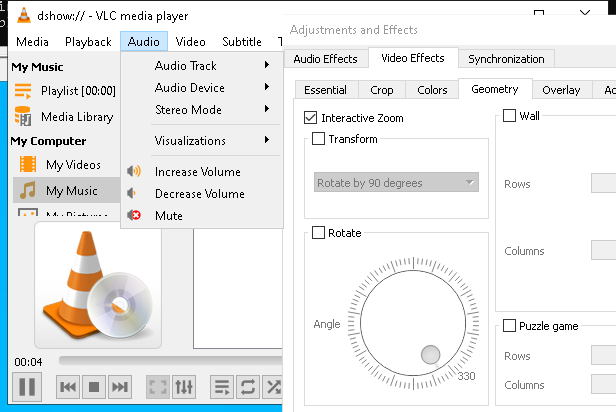 dshow:// - VLC media player
Media Playback Audio Video Subtitle
My Music
Playlist [00:00]
Media Library
My Computer
My Videos
My Music
My Pictures
Audio Track
Audio Device
Stereo Mode
Visualizations
Increase Volume
Decrease Volume
Mute
00:04
Adjustments and Effects
Audio Effects Video Effects Synchronization
Essential Crop Colors Geometry Overlay
Interactive Zoom
Transform
Rotate by 90 degrees
Rotate
Angle
330
Wall
Rows
Columns
Puzzle game
Rows
Columns